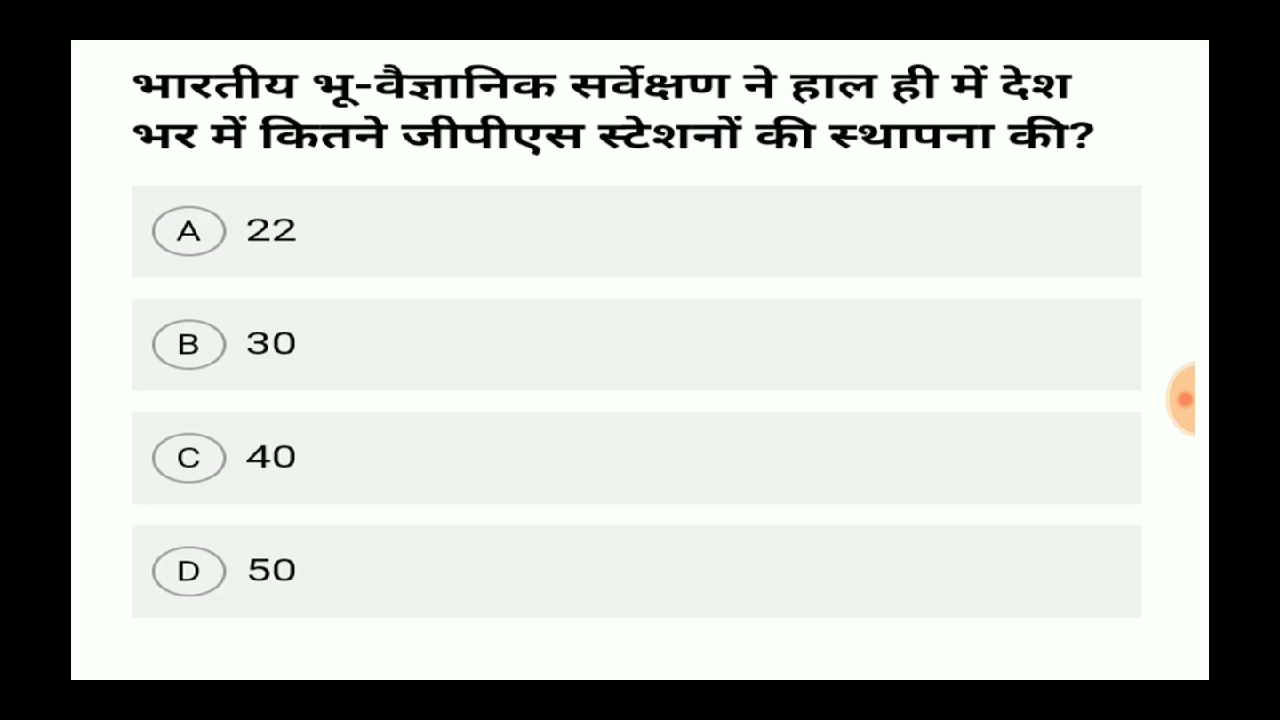 भारतीय भू-वैज्ञानिक सर्वेक्षण ने हाल ही में देश
भर में कितने जीपीएस स्टेशनों की स्थापना की?
A 22
B 30
C 40
D 50